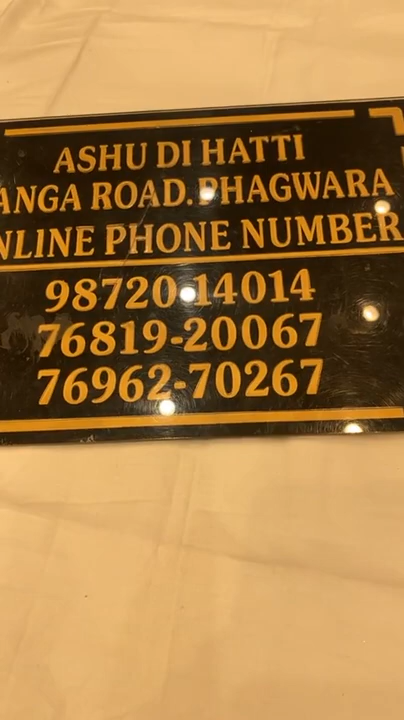 ASHU DI HATTI
ANGA ROAD. PHAGWARA
NLINE PHONE NUMBER
98720-14014
76819-20067
76962-70267